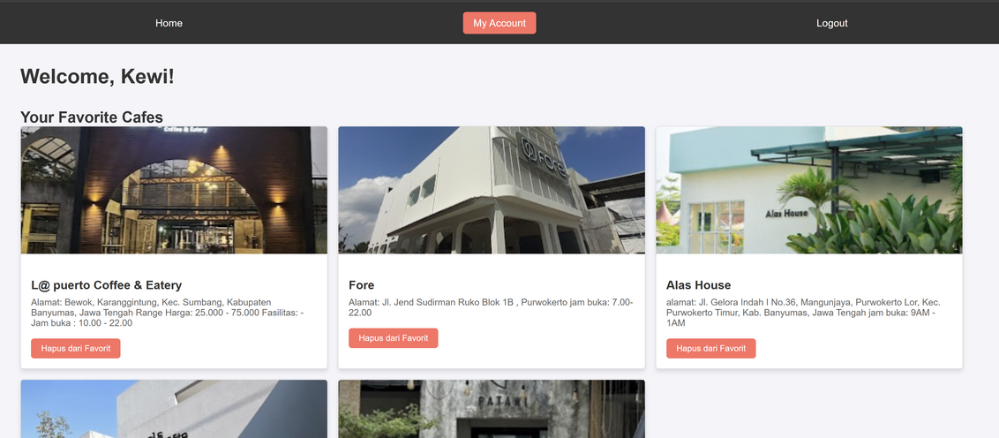 Home
My Account
Logout
Welcome, Kewi!
Your Favorite Cafes
Coffee & Eatery
Fore
Alas House
L@ puerto Coffee & Eatery
Alamat: Bewok, Karanggintung, Kec. Sumbang, Kabupaten
Banyumas, Jawa Tengah Range Harga: 25.000 - 75.000 Fasilitas: -
Jam buka : 10.00 - 22.00
Hapus dari Favorit
Fore
Alamat: Jl. Jend Sudirman Ruko Blok 1B , Purwokerto jam buka: 7.00-
22.00
Hapus dari Favorit
Alas House
alamat: Jl. Gelora Indah I No.36, Mangunjaya, Purwokerto Lor, Kec.
Purwokerto Timur, Kab. Banyumas, Jawa Tengah jam buka: 9AM -
1AM
Hapus dari Favorit
PATAWI